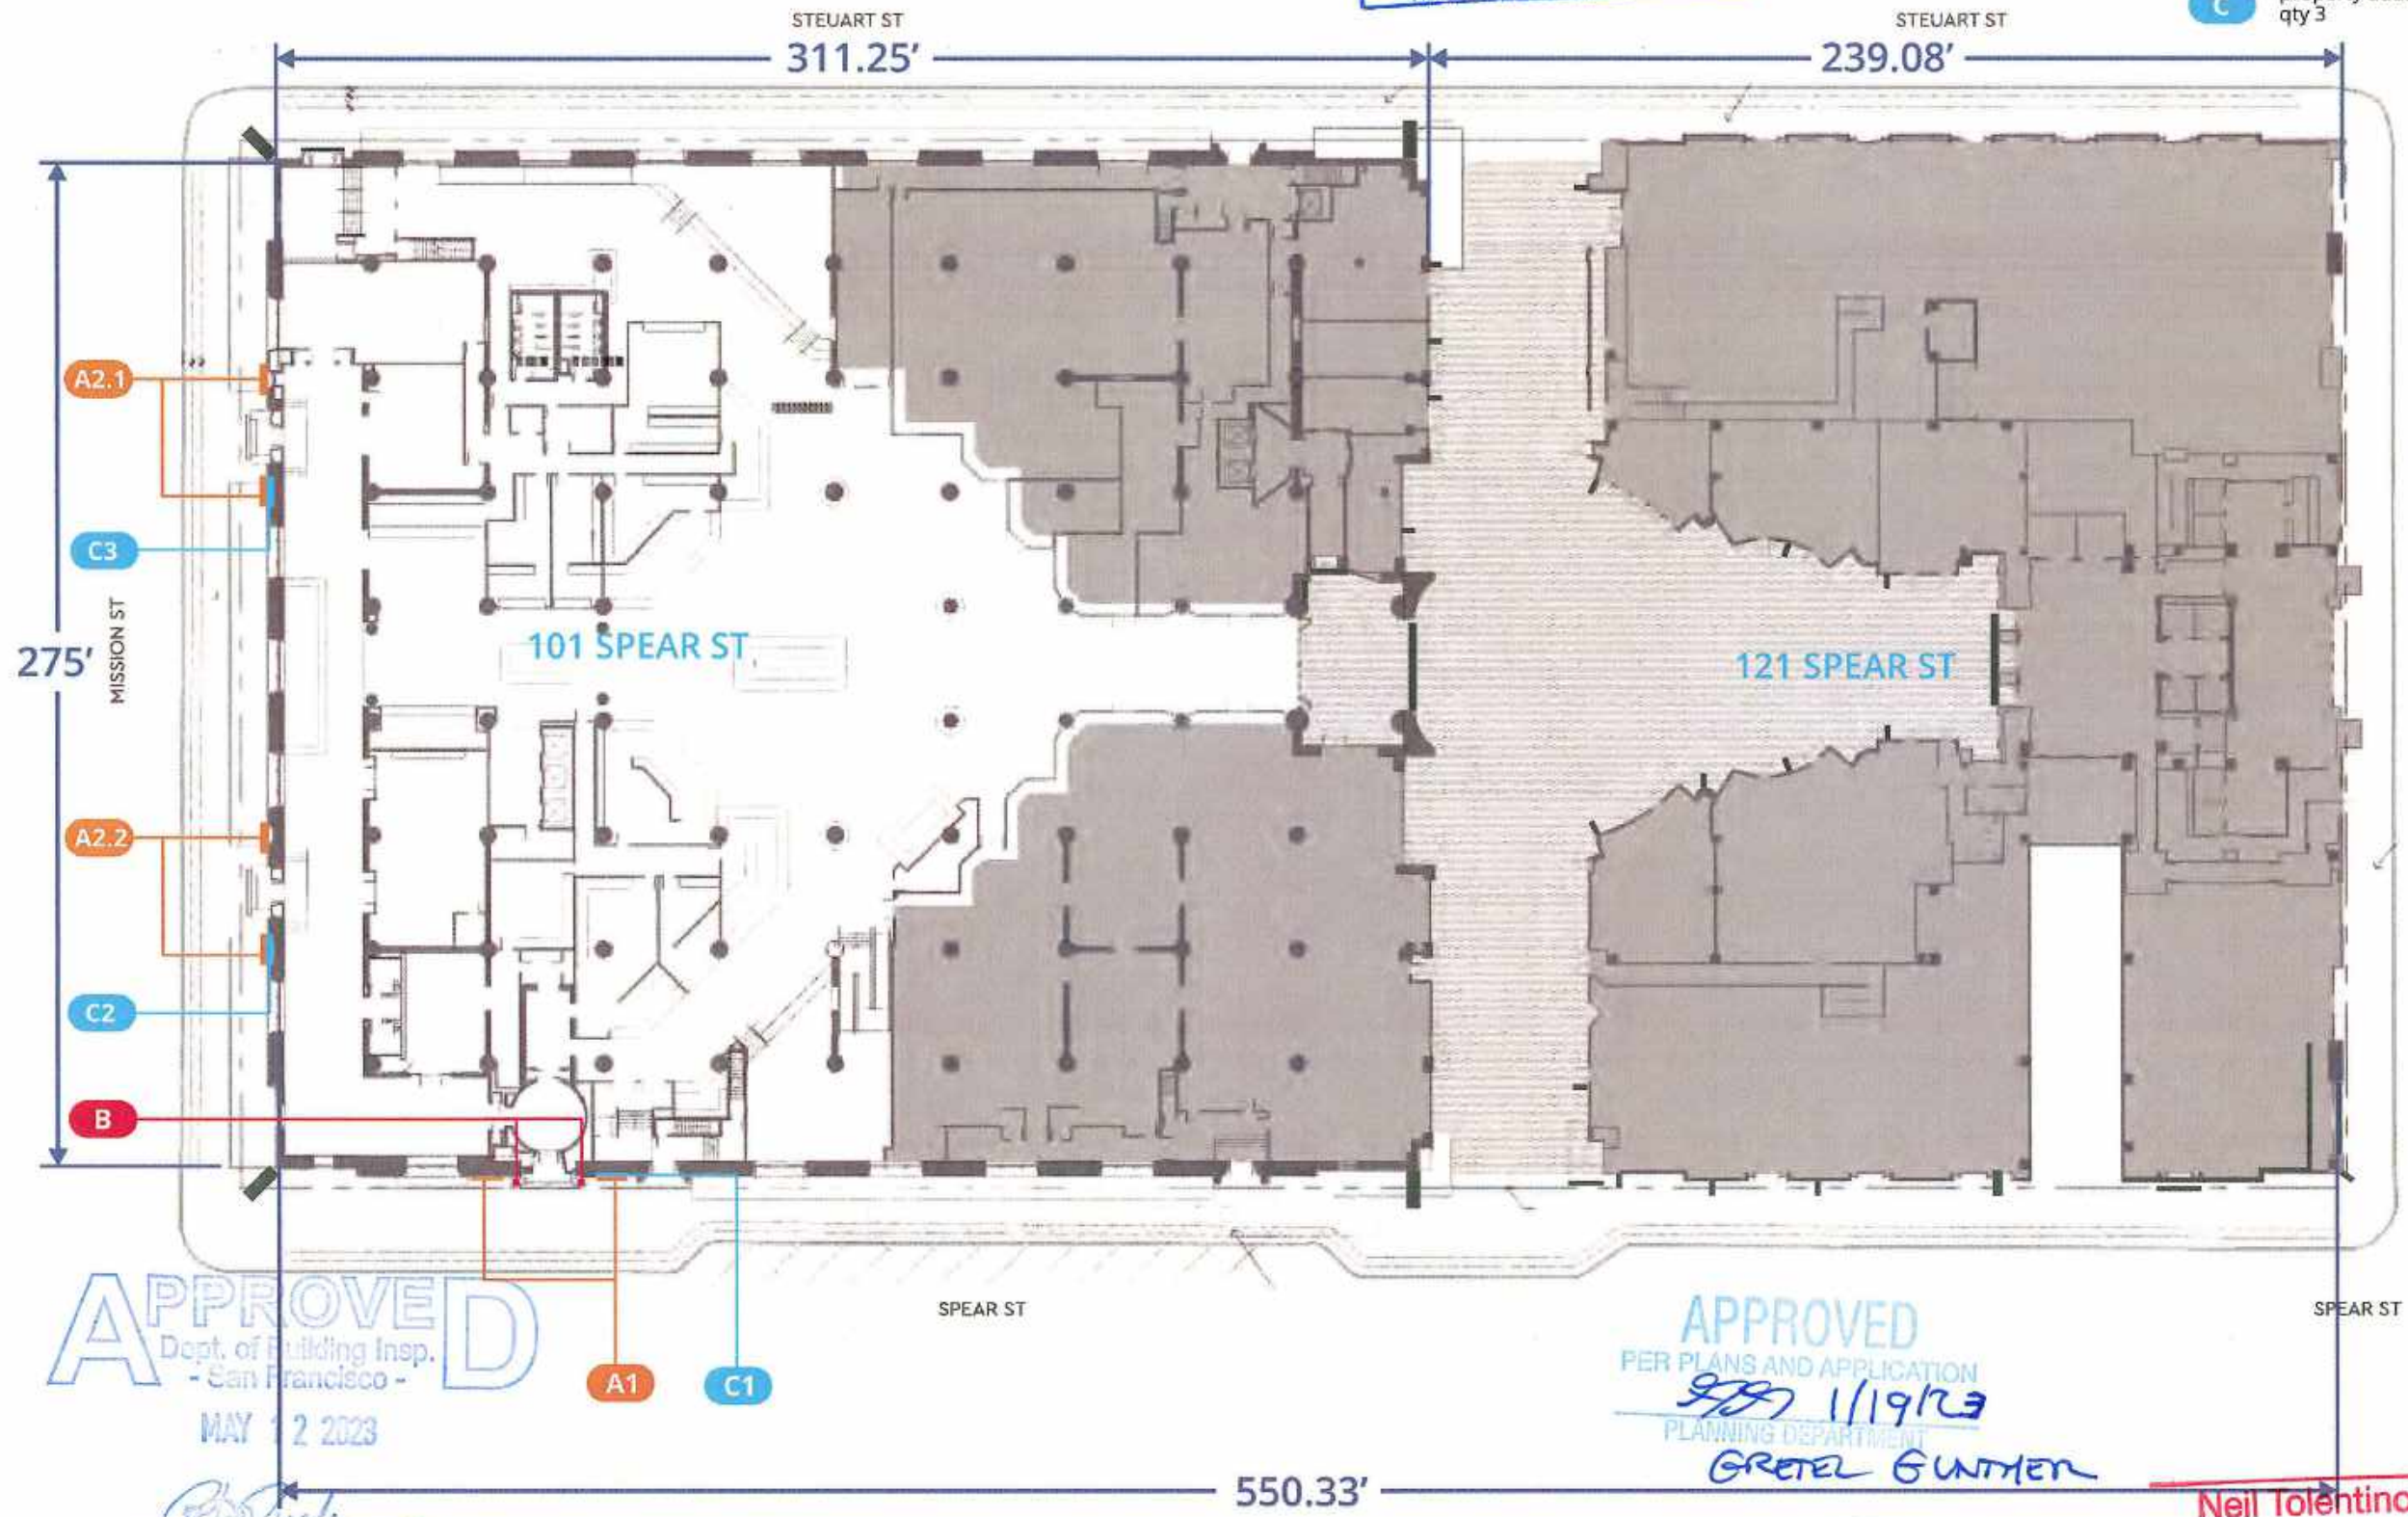 STEUART ST
STEUART ST
C
qty 3
311.25'
239.08'
A2.1
C3
MISSION ST
275'
101 SPEAR ST
121 SPEAR ST
A2.2
C2
B
SPEAR ST
SPEAR ST
A1
C1
APPROVED
Dept. of Building Insp.
- San Francisco -
MAY 12 2023
APPROVED
PER PLANS AND APPLICATION
1/19/23
PLANNING DEPARTMENT
GRETEL GUNTHER
550.33'
Neil Tolentino